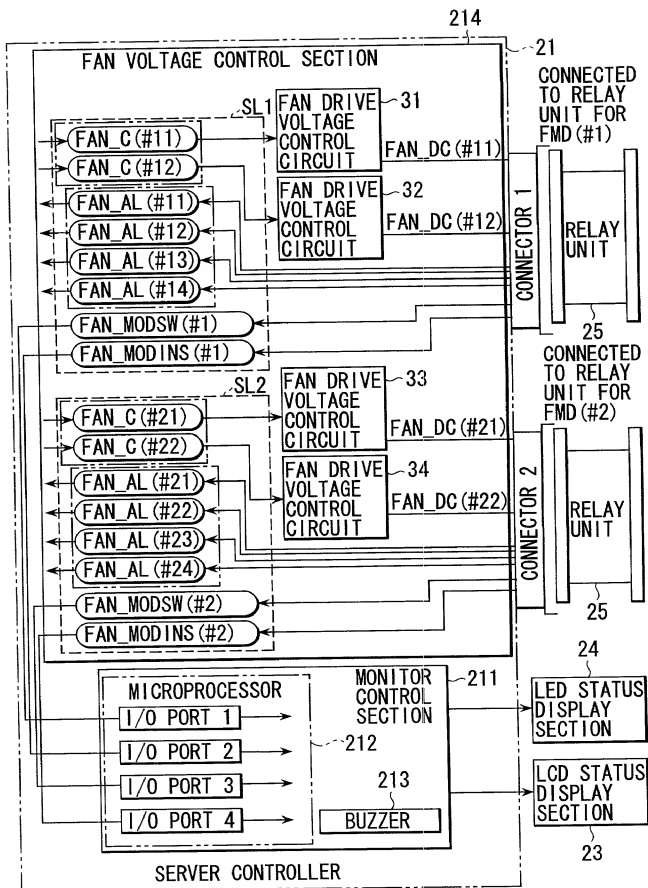 214
FAN VOLTAGE CONTROL SECTION
21
CONNECTED
TO RELAY
UNIT FOR
FMD(#1)
SL1
FAN_C(#11)
FAN_C(#12)
FAN_AL(#11)
FAN_AL(#12)
FAN_AL(#13)
FAN_AL(#14)
FAN_MODSW(#1)
FAN_MODINS(#1)
FAN DRIVE
VOLTAGE
CONTROL
CIRCUIT
31
FAN_DC(#11)
FAN DRIVE
VOLTAGE
CONTROL
CIRCUIT
32
FAN_DC(#12)
CONNECTOR 1
RELAY
UNIT
25
CONNECTED
TO RELAY
UNIT FOR
FMD(#2)
SL2
FAN_C(#21)
FAN_C(#22)
FAN_AL(#21)
FAN_AL(#22)
FAN_AL(#23)
FAN_AL(#24)
FAN_MODSW(#2)
FAN_MODINS(#2)
FAN DRIVE
VOLTAGE
CONTROL
CIRCUIT
33
FAN_DC(#21)
FAN DRIVE
VOLTAGE
CONTROL
CIRCUIT
34
FAN_DC(#22)
CONNECTOR 2
RELAY
UNIT
25
MICROPROCESSOR
I/O PORT 1
I/O PORT 2
I/O PORT 3
I/O PORT 4
212
MONITOR
CONTROL
SECTION
211
213
BUZZER
24
LED STATUS
DISPLAY
SECTION
LCD STATUS
DISPLAY
SECTION
23
SERVER CONTROLLER